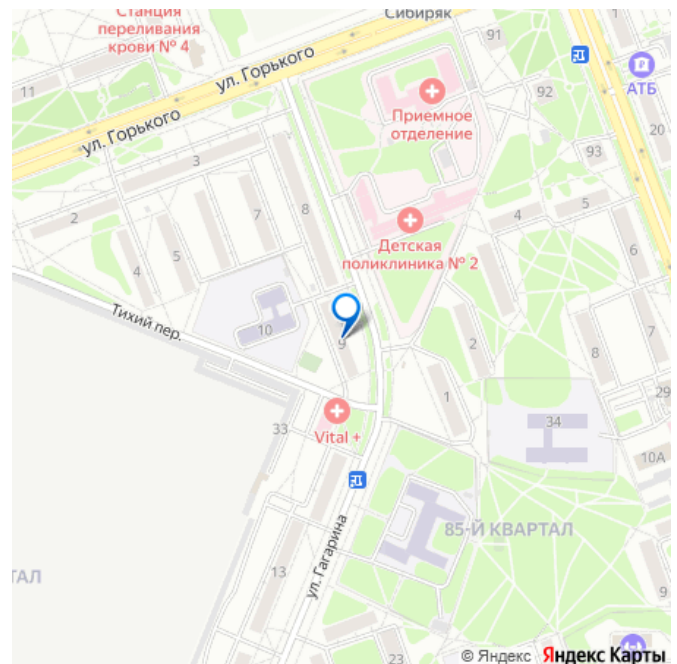 Станция
переливания
крови № 4
Сибиряк
91
ул. Горького
11
АТБ
92
Приемное
отделение
20
ул. Горького
93
3
5
4
2
7
8
Детская
поликлиника № 2
6
5
4
Тихий пер.
10
9
2
7
8
1
29
33
Vital +
34
10А
85-Й КВАРТАЛ
ТАЛ
13
ул. Гагарина
9
23
© Яндекс Яндекс Карты